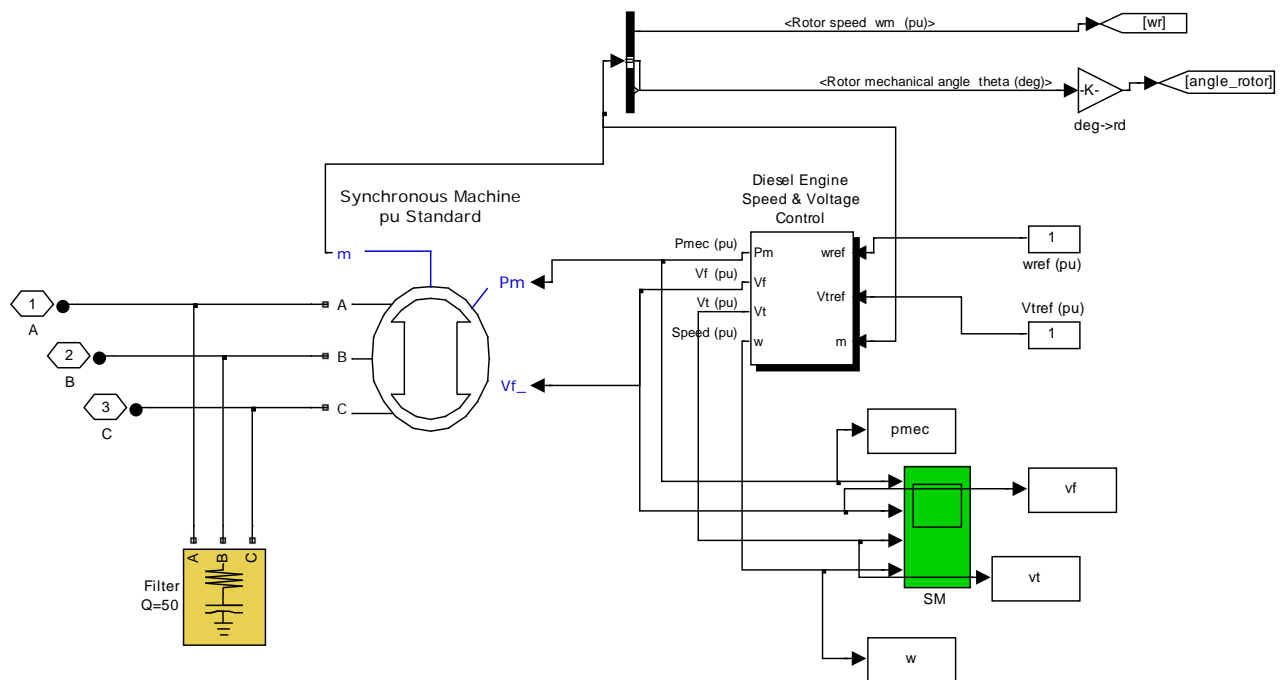 <Rotor speed wm (pu)>
[wr]
<Rotor mechanical angle theta (deg)>
-K-
[angle_rotor]
deg->rd
Synchronous Machine
pu Standard
Diesel Engine
Speed & Voltage
Control
m
Pm
Vf_
A
B
C
1
A
2
B
3
C
Pmec (pu)
Vf (pu)
Vt (pu)
Speed (pu)
Pm
Vf
Vt
w
wref
Vtref
m
1
wref (pu)
Vtref (pu)
1
pmec
vf
vt
SM
w
A
B
C
Filter
Q=50